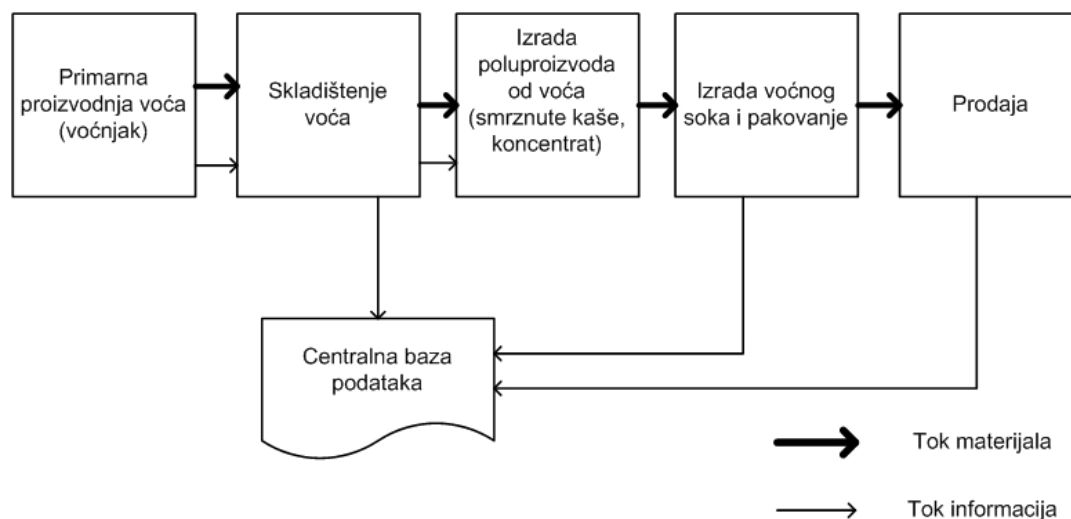 Primarna
proizvodnja voća
(voćnjak)
Skladištenje
voća
Izrada
poluproizvoda
od voća
(smrznute kaše,
koncentrat)
Izrada voćnog
soka i pakovanje
Prodaja
Centralna baza
podataka
Tok materijala
Tok informacija